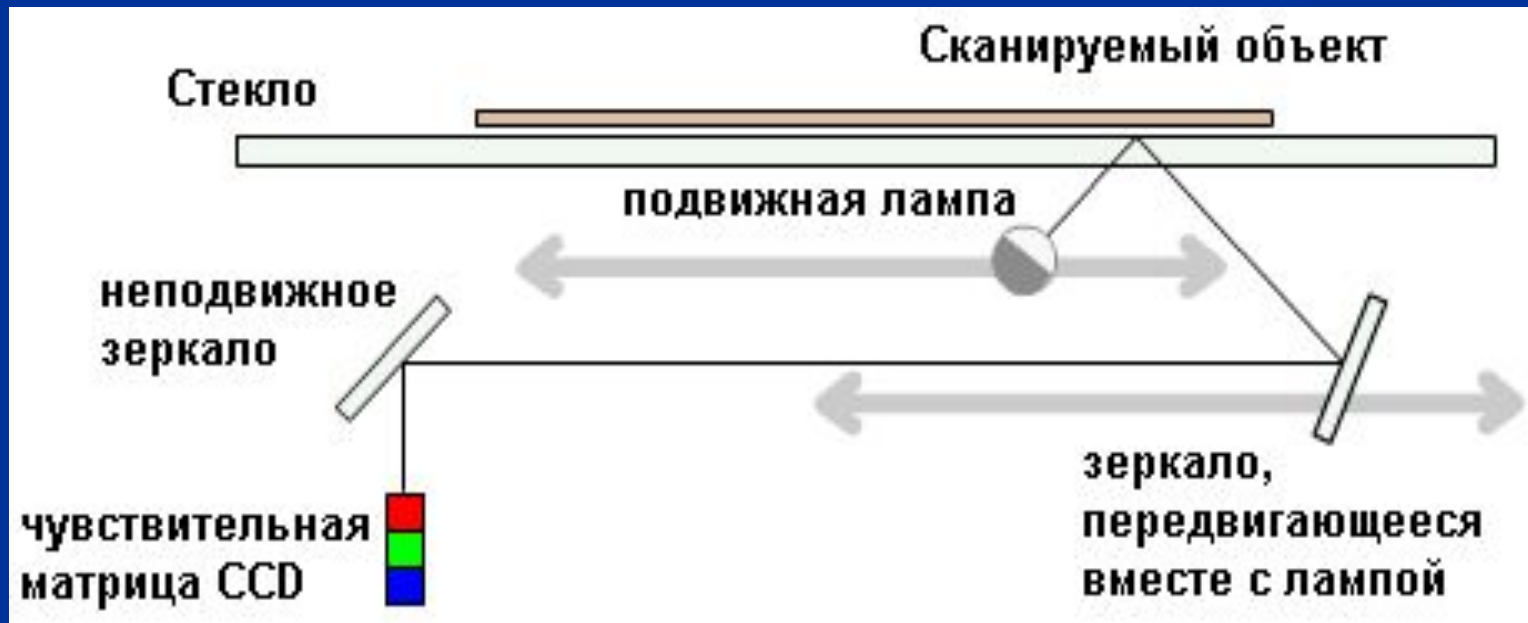 Сканируемый объект
Стекло
подвижная лампа
неподвижное
зеркало
зеркало,
передвигающееся
вместе с лампой
чувствительная
матрица CCD